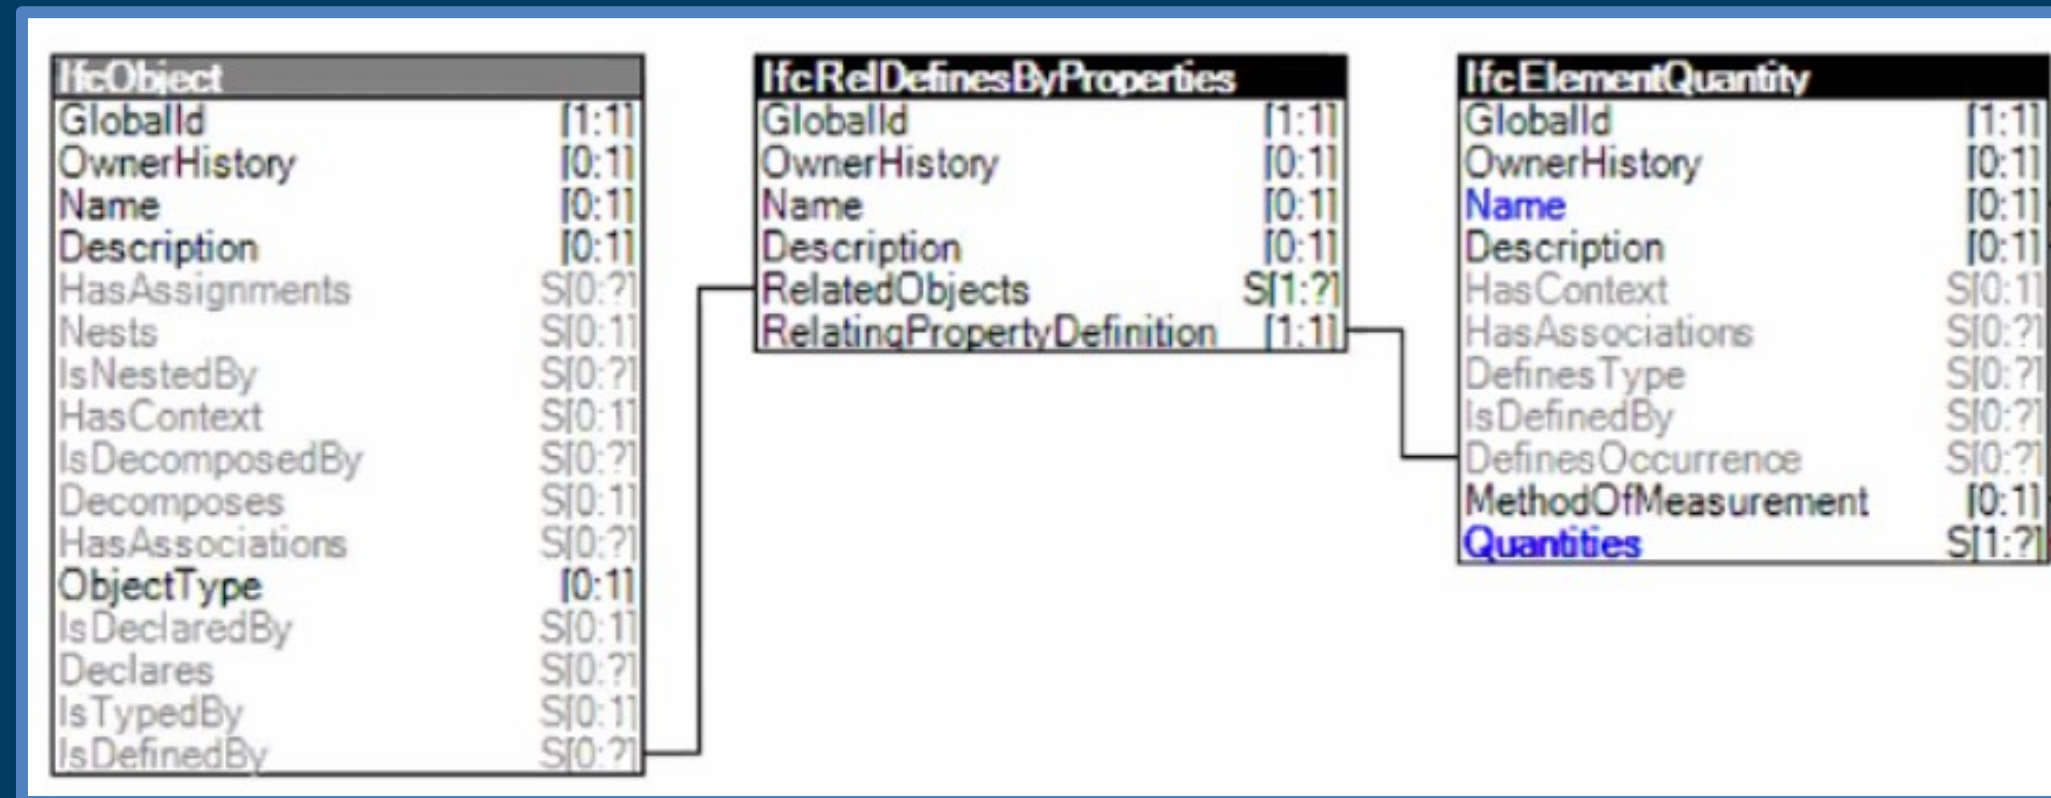 IfcObject
GlobalId [1:1]
OwnerHistory [0:1]
Name [0:1]
Description [0:1]
HasAssignments S[0:?]
Nests S[0:1]
IsNestedBy S[0:?]
HasContext S[0:1]
IsDecomposedBy S[0:?]
Decomposes S[0:1]
HasAssociations S[0:?]
ObjectType [0:1]
IsDeclaredBy S[0:1]
Declares S[0:?]
IsTypedBy S[0:1]
IsDefinedBy S[0:?]
IfcRelDefinesByProperties
GlobalId [1:1]
OwnerHistory [0:1]
Name [0:1]
Description [0:1]
RelatedObjects S[1:?]
RelatingPropertyDefinition [1:1]
IfcElementQuantity
GlobalId [1:1]
OwnerHistory [0:1]
Name [0:1]
Description [0:1]
HasContext S[0:1]
HasAssociations S[0:?]
DefinesType S[0:?]
IsDefinedBy S[0:?]
DefinesOccurrence S[0:?]
MethodOfMeasurement [0:1]
Quantities S[1:?]